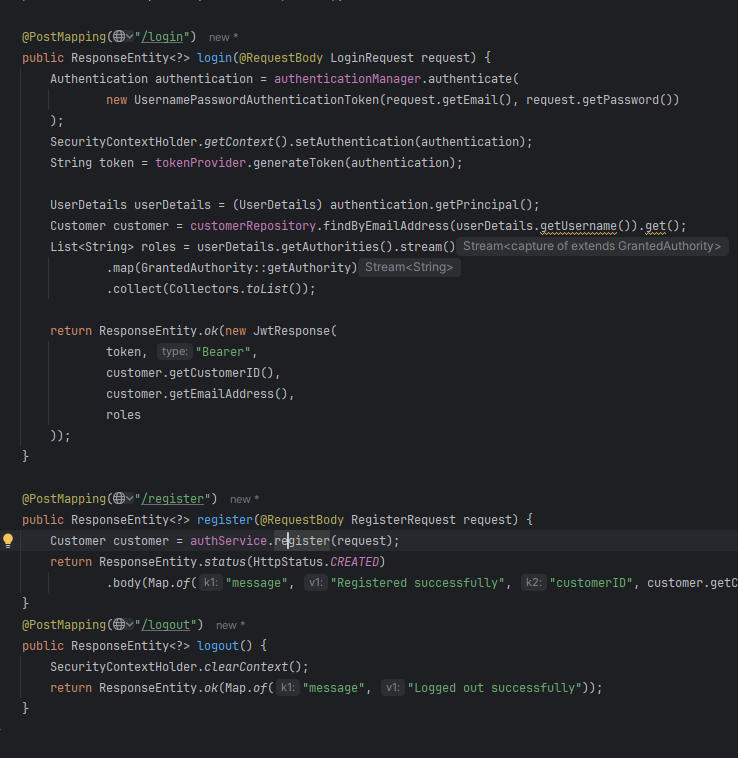 @PostMapping("/login") new *
public ResponseEntity<?> login(@RequestBody LoginRequest request) {
Authentication authentication = authenticationManager.authenticate(
new UsernamePasswordAuthenticationToken(request.getEmail(), request.getPassword())
);
SecurityContextHolder.getContext().setAuthentication(authentication);
String token = tokenProvider.generateToken(authentication);
UserDetails userDetails = (UserDetails) authentication.getPrincipal();
Customer customer = customerRepository.findByEmailAddress(userDetails.getUsername()).get();
List<String> roles = userDetails.getAuthorities().stream() Stream<capture of extends GrantedAuthority>
.map(GrantedAuthority::getAuthority) Stream<String>
.collect(Collectors.toList());
return ResponseEntity.ok(new JwtResponse(
token, type: "Bearer",
customer.getCustomerID(),
customer.getEmailAddress(),
roles
));
}
@PostMapping("/register") new *
public ResponseEntity<?> register(@RequestBody RegisterRequest request) {
Customer customer = authService.register(request);
return ResponseEntity.status(HttpStatus.CREATED)
.body(Map.of( k1: "message", v1: "Registered successfully", k2: "customerID", customer.getC
}
@PostMapping("/logout") new *
public ResponseEntity<?> logout() {
SecurityContextHolder.clearContext();
return ResponseEntity.ok(Map.of( k1: "message", v1: "Logged out successfully"));
}